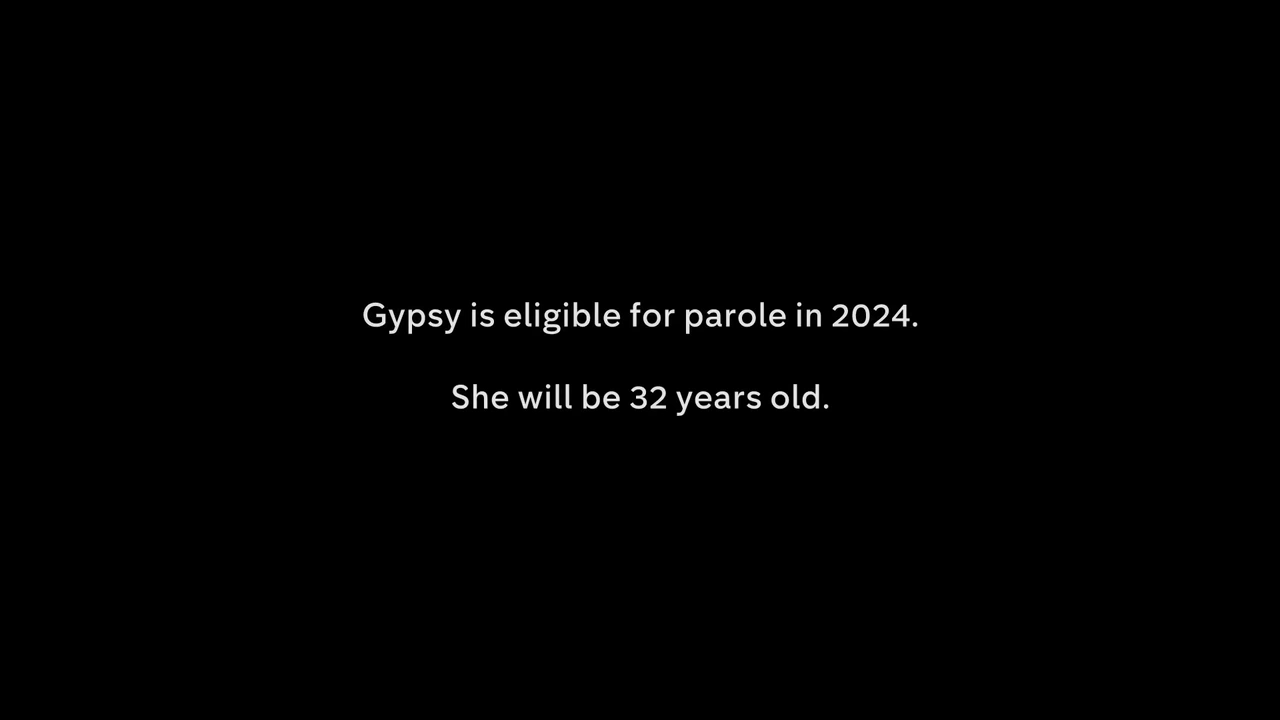 Gypsy is eligible for parole in 2024.
She will be 32 years old.